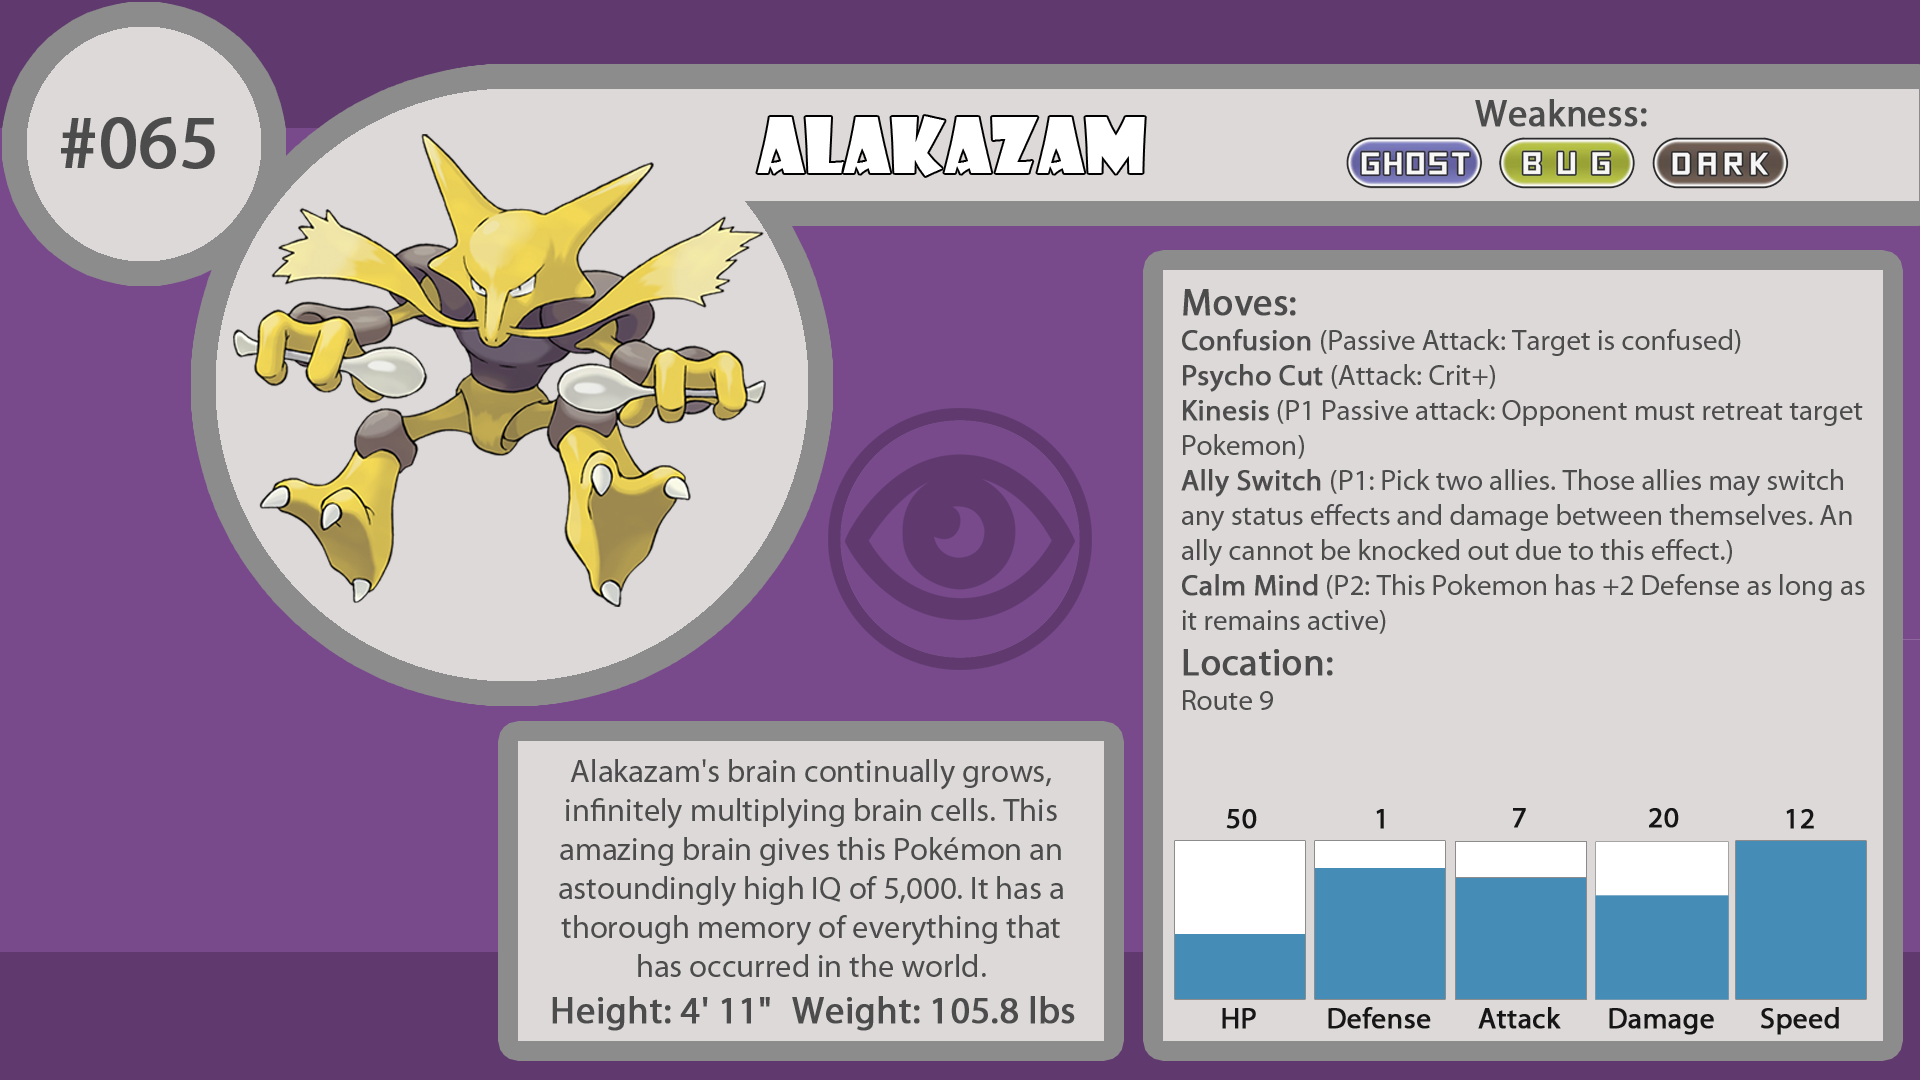 #065
ALAKAZAM
Weakness:
GHOST BUG DARK
Moves:
Confusion (Passive Attack: Target is confused)
Psycho Cut (Attack: Crit+)
Kinesis (P1 Passive attack: Opponent must retreat target
Pokemon)
Ally Switch (P1: Pick two allies. Those allies may switch
any status effects and damage between themselves. An
ally cannot be knocked out due to this effect.)
Calm Mind (P2: This Pokemon has +2 Defense as long as
it remains active)
Location:
Route 9
Alakazam's brain continually grows,
infinitely multiplying brain cells. This
amazing brain gives this Pokémon an
astoundingly high IQ of 5,000. It has a
thorough memory of everything that
has occurred in the world.
Height: 4' 11" Weight: 105.8 lbs
50 1 7 20 12
HP Defense Attack Damage Speed